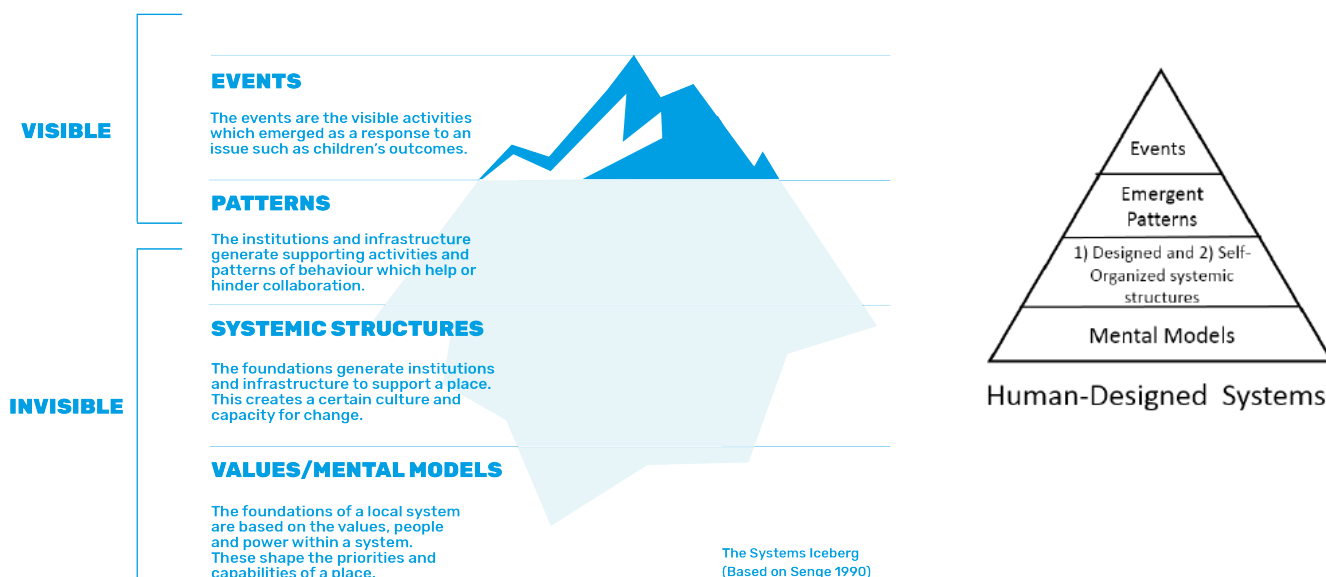 VISIBLE
EVENTS
The events are the visible activities
which emerged as a response to an
issue such as children's outcomes.
PATTERNS
The institutions and infrastructure
generate supporting activities and
patterns of behaviour which help or
hinder collaboration.
INVISIBLE
SYSTEMIC STRUCTURES
The foundations generate institutions
and infrastructure to support a place.
This creates a certain culture and
capacity for change.
VALUES/MENTAL MODELS
The foundations of a local system
are based on the values, people
and power within a system.
These shape the priorities and
capabilities of a place.
The Systems Iceberg
(Based on Senge 1990)
Events
Emergent
Patterns
1) Designed and 2) Self-
Organized systemic
structures
Mental Models
Human-Designed Systems